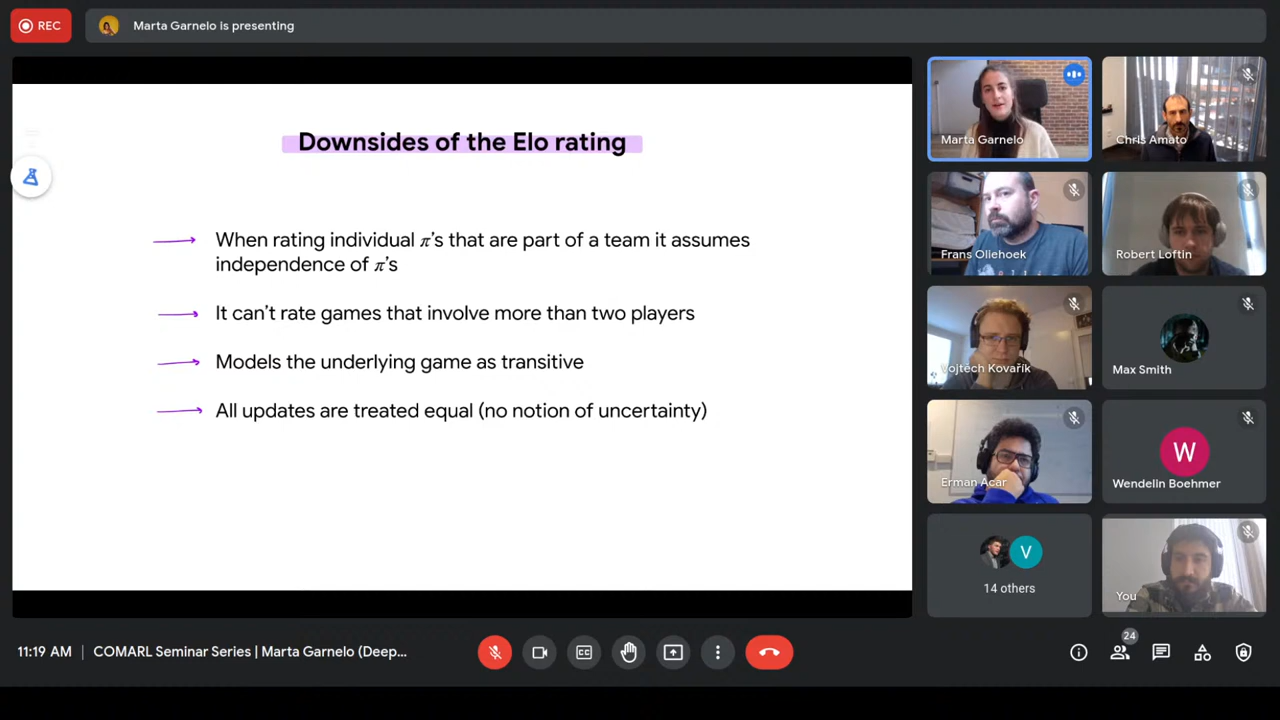 REC
Marta Garnelo is presenting
Downsides of the Elo rating
When rating individual π's that are part of a team it assumes
independence of π's
It can't rate games that involve more than two players
Models the underlying game as transitive
All updates are treated equal (no notion of uncertainty)
Marta Garnelo
Chris Amato
Frans Oliehoek
Robert Loftin
Vojtěch Kovařík
Max Smith
Erman Acar
W
Wendelin Boehmer
V
14 others
You
11:19 AM | COMARL Seminar Series | Marta Garnelo (Deep...
CC
24